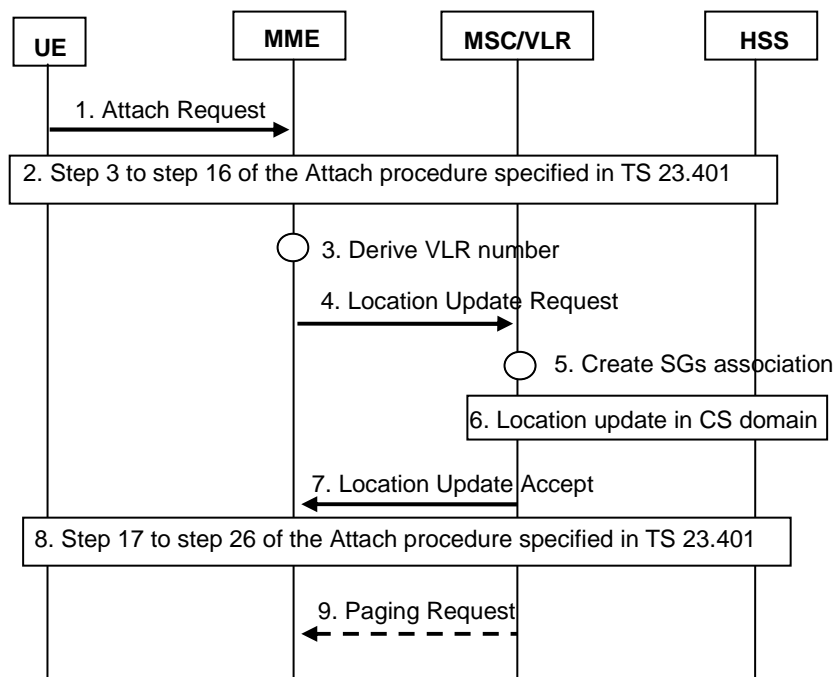 UE
MME
MSC/VLR
HSS
1. Attach Request
2. Step 3 to step 16 of the Attach procedure specified in TS 23.401
3. Derive VLR number
4. Location Update Request
5. Create SGs association
6. Location update in CS domain
7. Location Update Accept
8. Step 17 to step 26 of the Attach procedure specified in TS 23.401
9. Paging Request